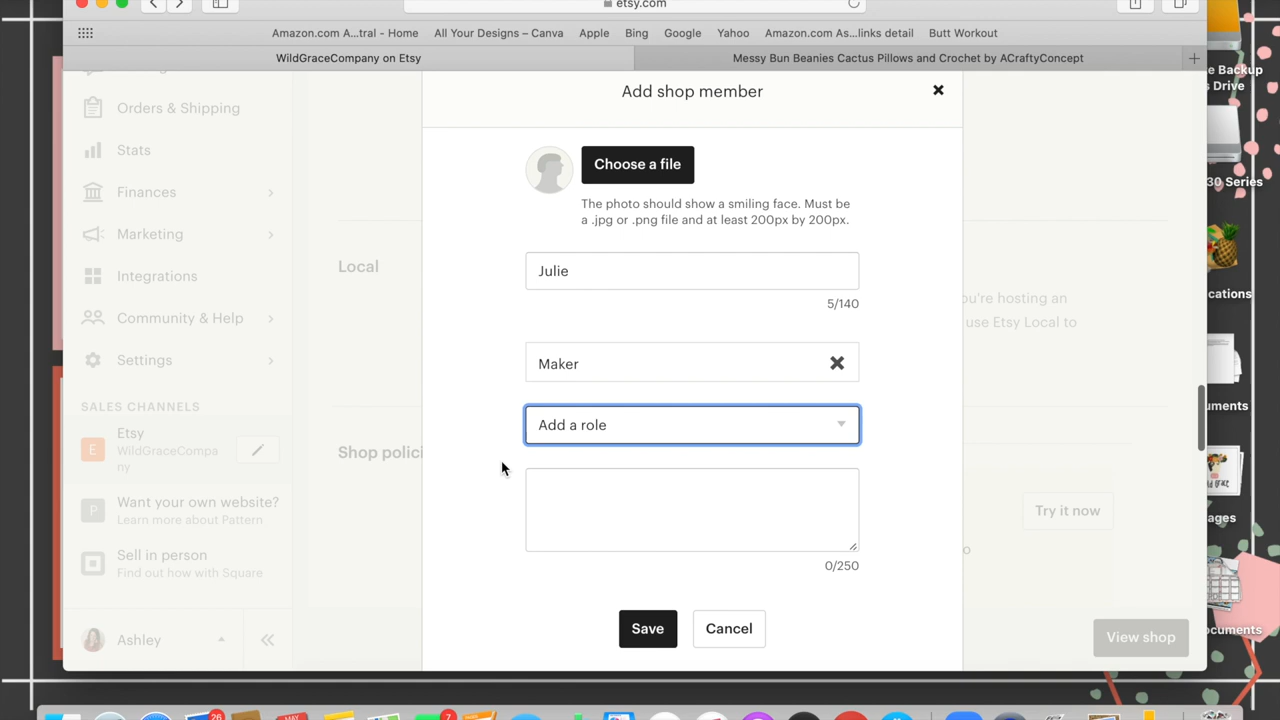 etsy.com
Amazon.com A...tral - Home
All Your Designs – Canva
Apple
Bing
Google
Yahoo
Amazon.com As...links detail
Butt Workout
WildGraceCompany on Etsy
Messy Bun Beanies Cactus Pillows and Crochet by ACraftyConcept
Orders & Shipping
Stats
Finances
Marketing
Integrations
Community & Help
Settings
SALES CHANNELS
E
Etsy
WildGraceCompa
ny
P
Want your own website?
Learn more about Pattern
Sell in person
Find out how with Square
Ashley
Local
Shop polici
Add shop member
Choose a file
The photo should show a smiling face. Must be
a .jpg or .png file and at least 200px by 200px.
Julie
5/140
Maker
Add a role
0/250
Save
Cancel
you're hosting an
use Etsy Local to
Try it now
View shop
e Backup
s Drive
30 Series
cations
uments
ages
ocuments
26
MAY
7